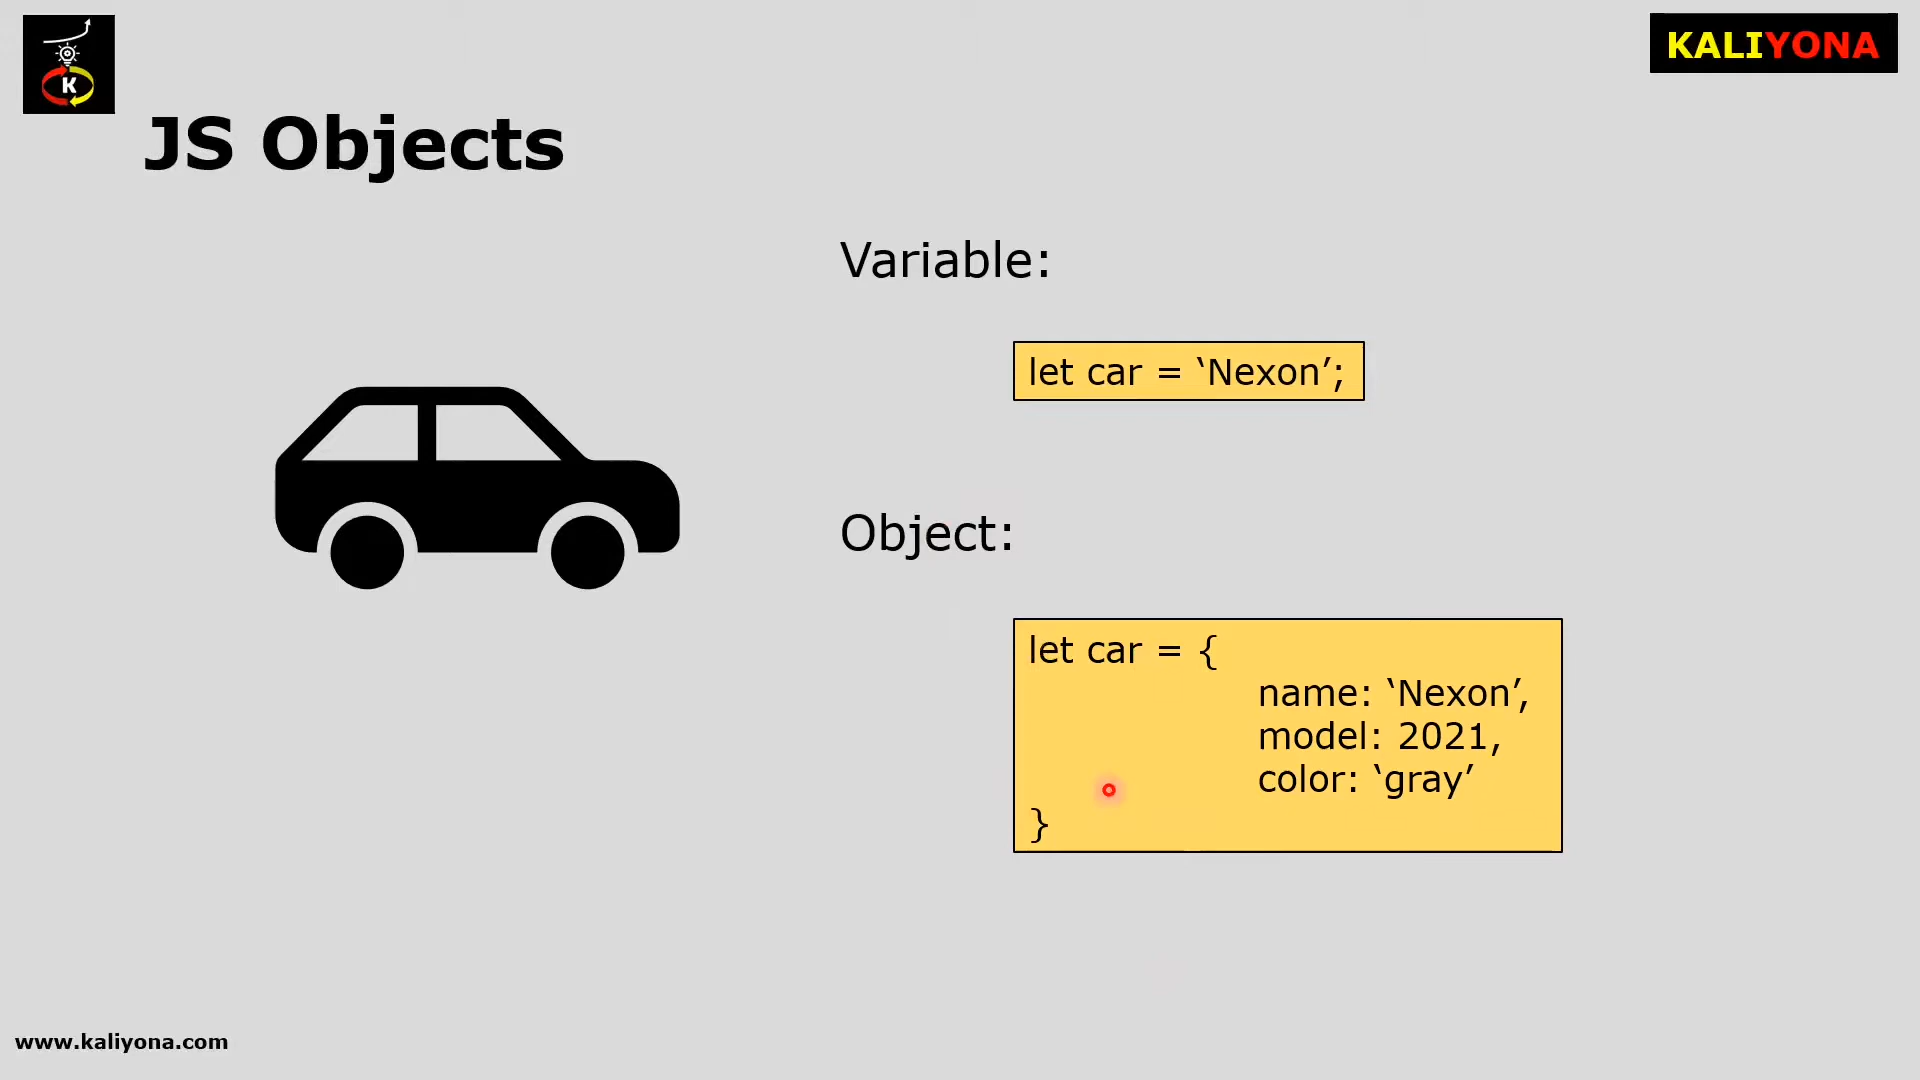 K
KALIYONA
JS Objects
Variable:
let car = ‘Nexon’;
Object:
let car = {
name: ‘Nexon’,
model: 2021,
color: ‘gray’
}
www.kaliyona.com